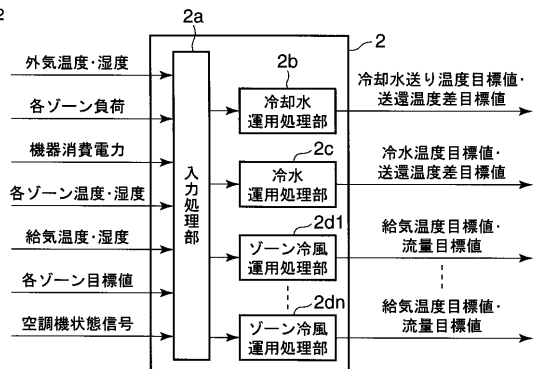 2
2a
2
外気温度・湿度
各ゾーン負荷
機器消費電力
各ゾーン温度・湿度
給気温度・湿度
各ゾーン目標値
空調機状態信号
入力処理部
2b
冷却水
運用処理部
冷却水送り温度目標値・
送還温度差目標値
2c
冷水
運用処理部
冷水温度目標値・
送還温度差目標値
2d1
ゾーン冷風
運用処理部
給気温度目標値・
流量目標値
2dn
ゾーン冷風
運用処理部
給気温度目標値・
流量目標値